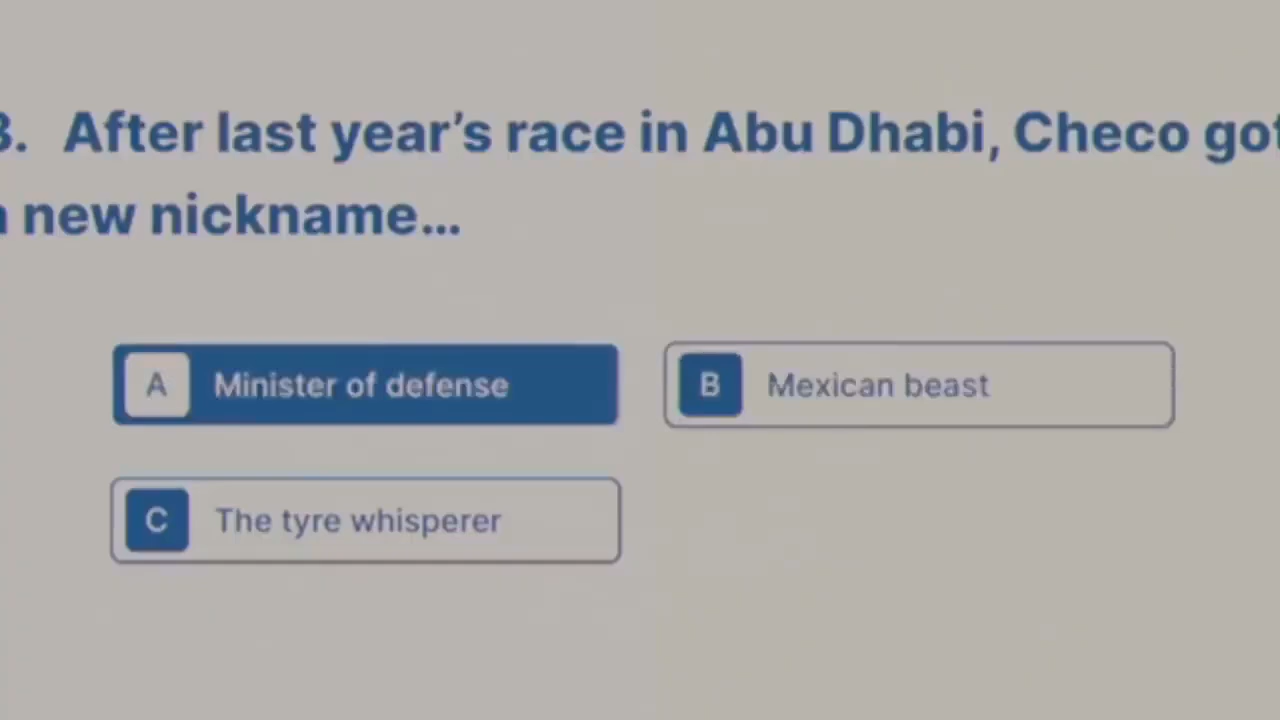 3. After last year's race in Abu Dhabi, Checo got
a new nickname...
A Minister of defense
B Mexican beast
C The tyre whisperer